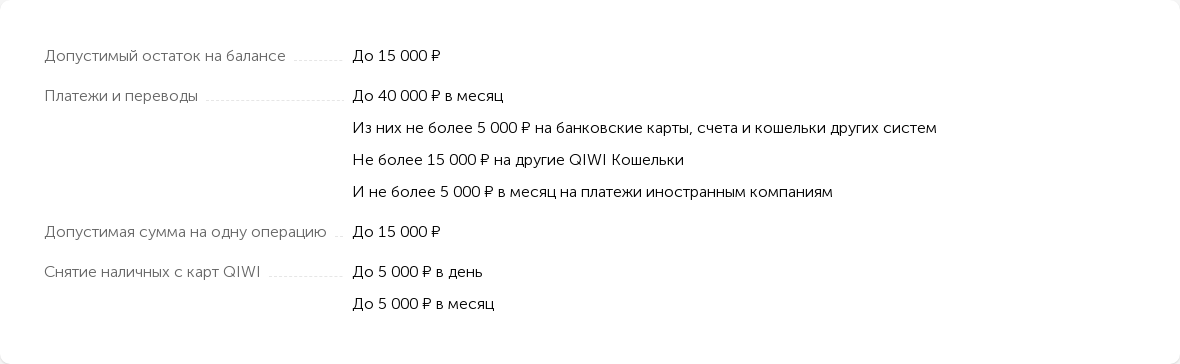 Допустимый остаток на балансе До 15 000 ₽
Платежи и переводы До 40 000 ₽ в месяц
Из них не более 5 000 ₽ на банковские карты, счета и кошельки других систем
Не более 15 000 ₽ на другие QIWI Кошельки
И не более 5 000 ₽ в месяц на платежи иностранным компаниям
Допустимая сумма на одну операцию До 15 000 ₽
Снятие наличных с карт QIWI До 5 000 ₽ в день
До 5 000 ₽ в месяц